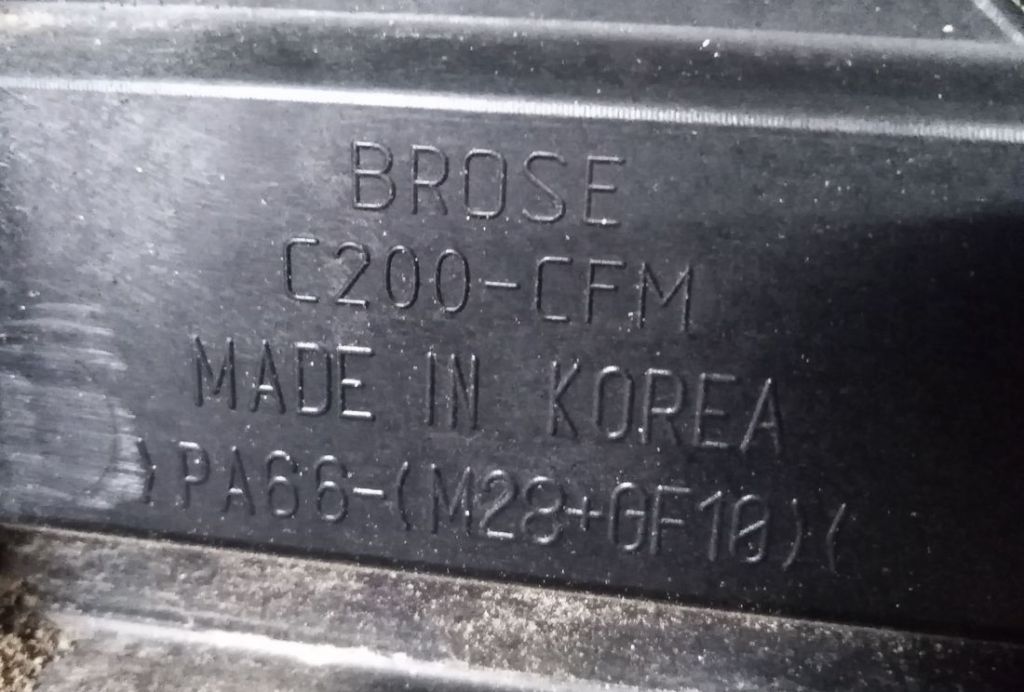 BROSE
C200-CFM
MADE IN KOREA
>PA66-(M28+GF10)<